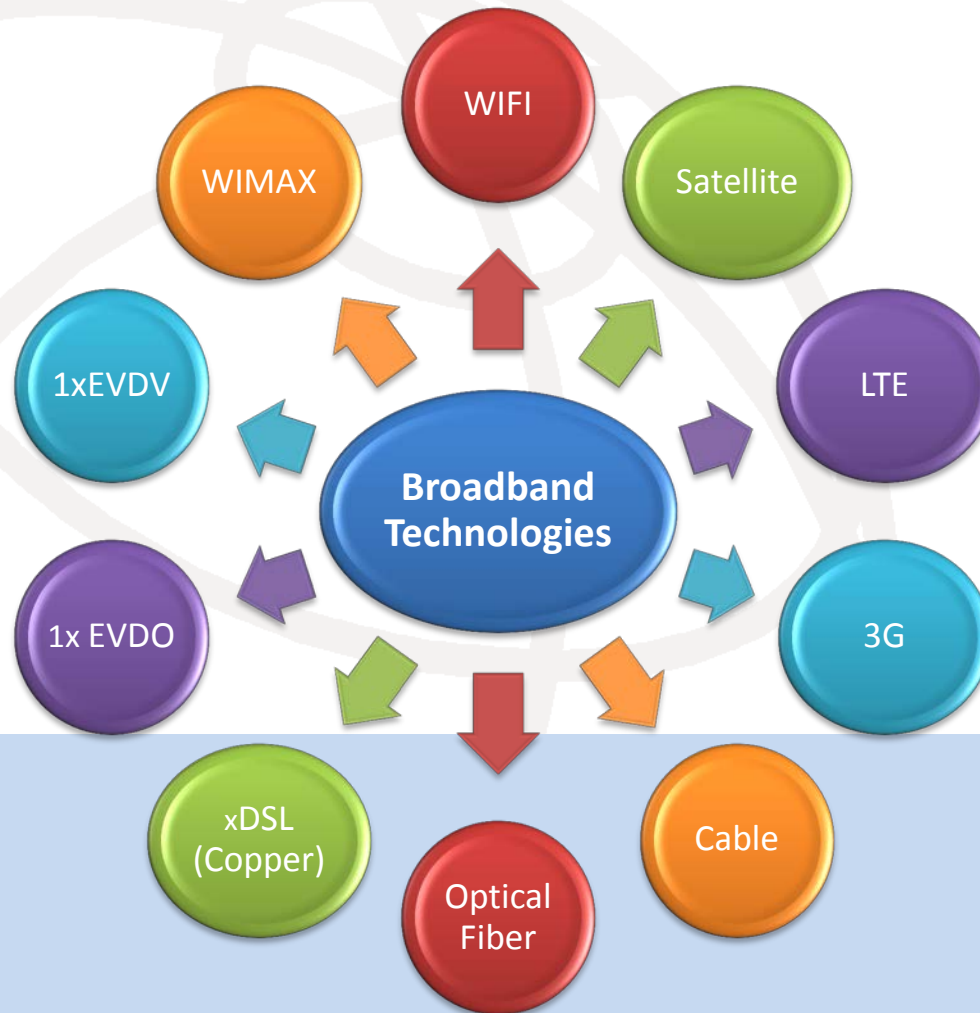 WIFI
WIMAX
Satellite
1xEVDV
LTE
Broadband
Technologies
1x EVDO
3G
xDSL
(Copper)
Cable
Optical
Fiber